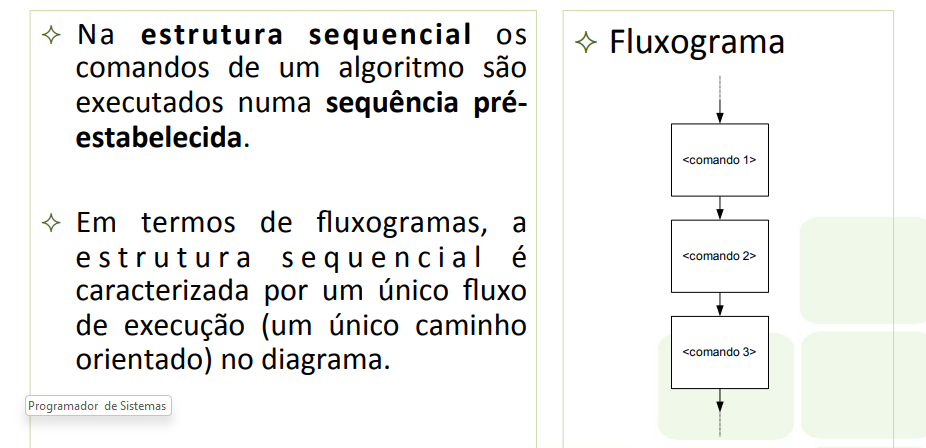 Na estrutura sequencial os
comandos de um algoritmo são
executados numa sequência pré-
estabelecida.
Em termos de fluxogramas, a
estrutura sequencial é
caracterizada por um único fluxo
de execução (um único caminho
orientado) no diagrama.
Programador de Sistemas
Fluxograma
<comando 1>
<comando 2>
<comando 3>